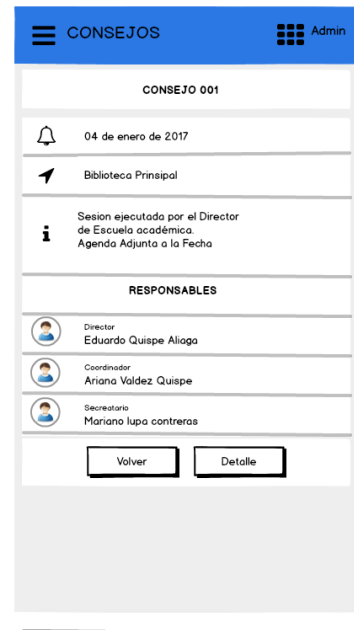 CONSEJOS
Admin
CONSEJO 001
04 de enero de 2017
Biblioteca Prinsipal
Sesion ejecutada por el Director
de Escuela académica.
Agenda Adjunta a la Fecha
RESPONSABLES
Director
Eduardo Quispe Aliaga
Coordinador
Ariana Valdez Quispe
Secreatario
Mariano lupa contreras
Volver
Detalle